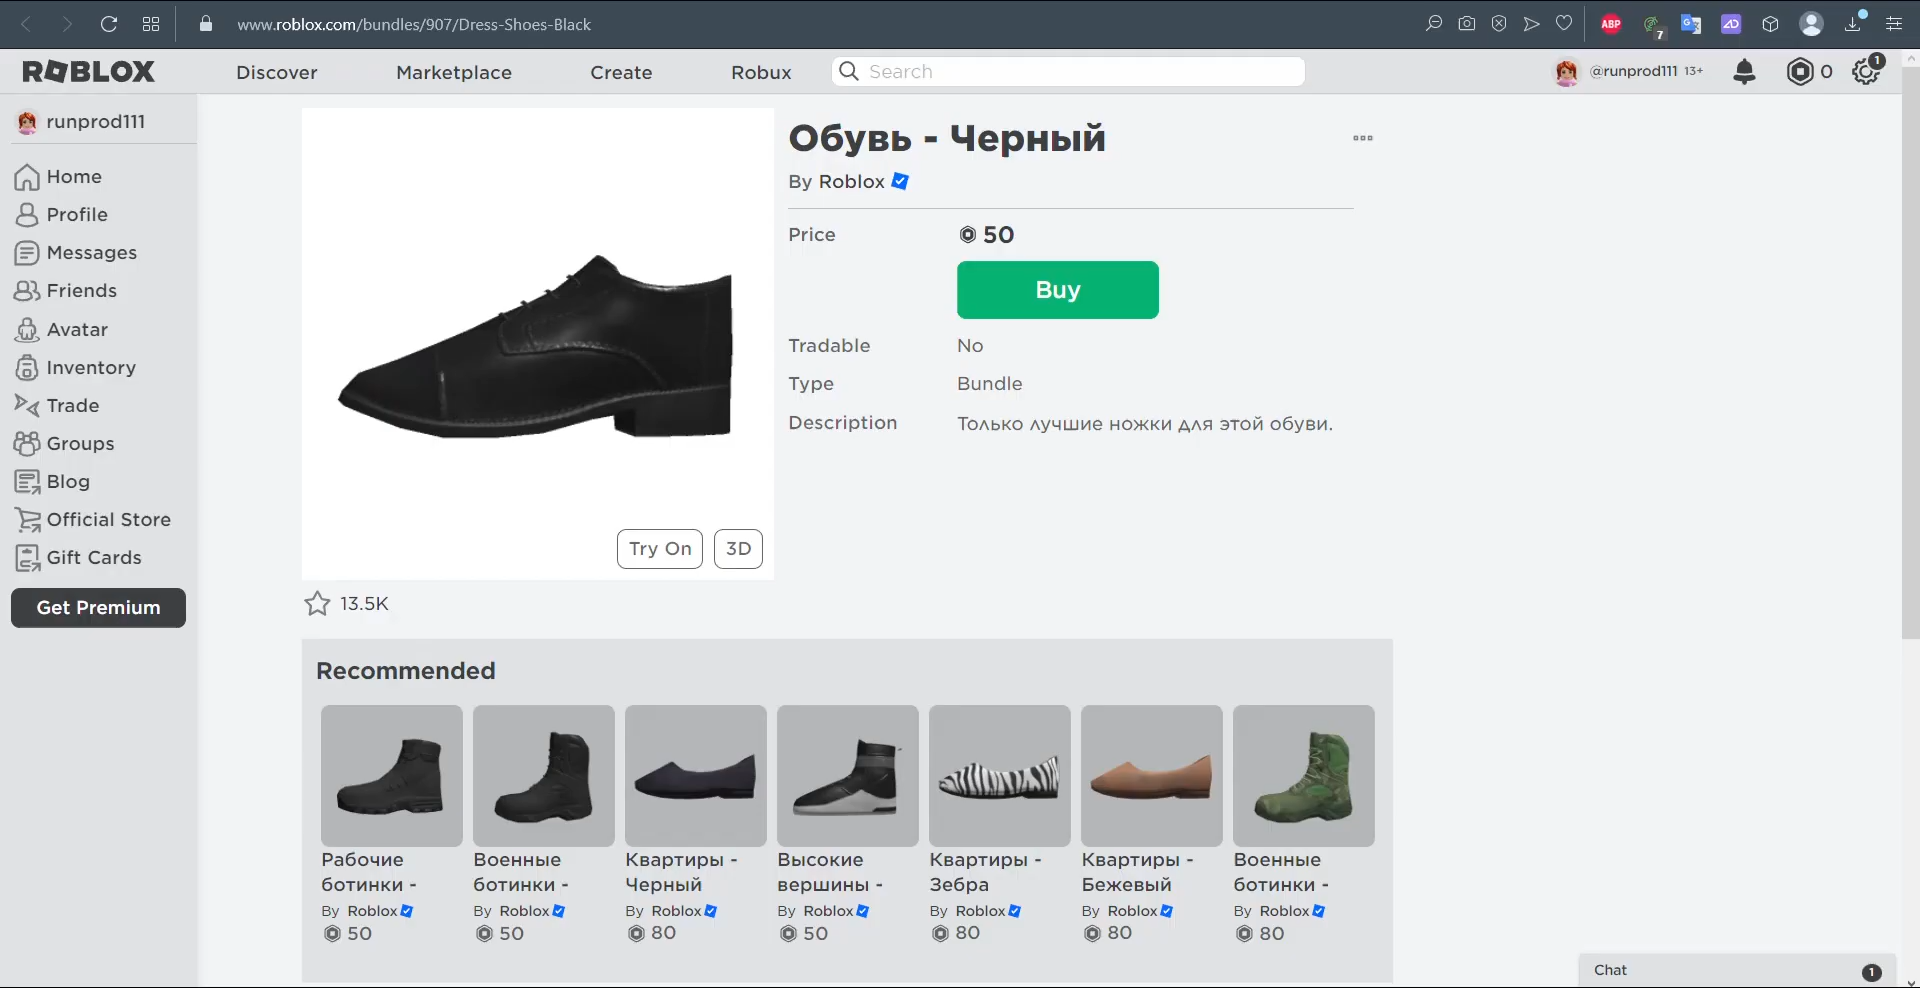 www.roblox.com/bundles/907/Dress-Shoes-Black
ABP
7
ROBLOX
Discover
Marketplace
Create
Robux
Search
@runprod111 13+
0
1
runprod111
Home
Profile
Messages
Friends
Avatar
Inventory
Trade
Groups
Blog
Official Store
Gift Cards
Get Premium
Обувь - Черный
By Roblox
Price
50
Buy
Tradable
No
Type
Bundle
Description
Только лучшие ножки для этой обуви.
Try On
3D
13.5K
Recommended
Рабочие
ботинки -
By Roblox
50
Военные
ботинки -
By Roblox
50
Квартиры -
Черный
By Roblox
80
Высокие
вершины -
By Roblox
50
Квартиры -
Зебра
By Roblox
80
Квартиры -
Бежевый
By Roblox
80
Военные
ботинки -
By Roblox
80
Chat
1